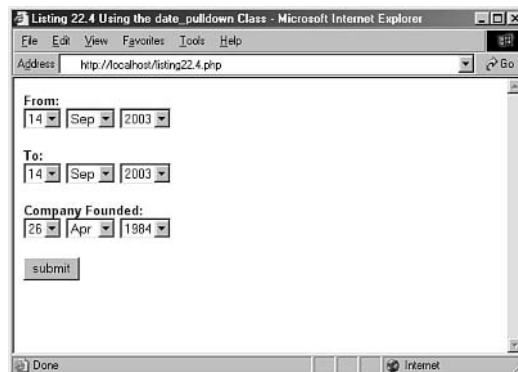 Listing 22.4 Using the date_pulldown Class - Microsoft Internet Explorer
File Edit View Favorites Tools Help
Address http://localhost/listing22.4.php Go
From:
14 Sep 2003
To:
14 Sep 2003
Company Founded:
26 Apr 1984
submit
Done Internet